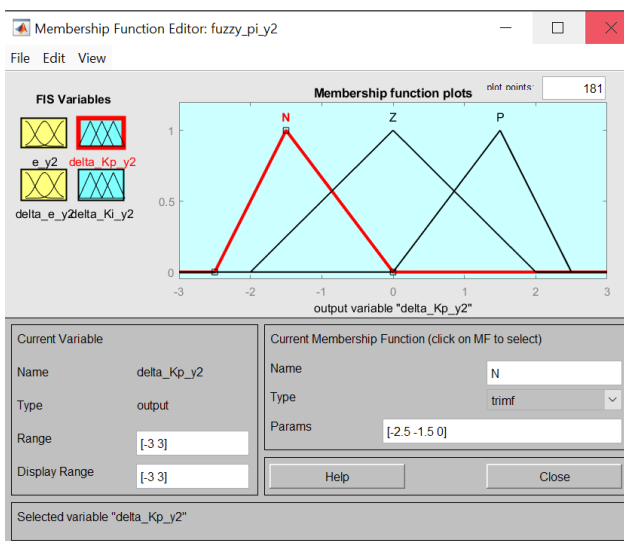 Membership Function Editor: fuzzy_pi_y2
File Edit View
FIS Variables
e_y2 delta_Kp_y2
delta_e_y2 delta_Ki_y2
Membership function plots
plot points: 181
N Z P
1
0.5
0
-3 -2 -1 0 1 2 3
output variable "delta_Kp_y2"
Current Variable
Name delta_Kp_y2
Type output
Range [-3 3]
Display Range [-3 3]
Current Membership Function (click on MF to select)
Name N
Type trimf
Params [-2.5 -1.5 0]
Help Close
Selected variable "delta_Kp_y2"